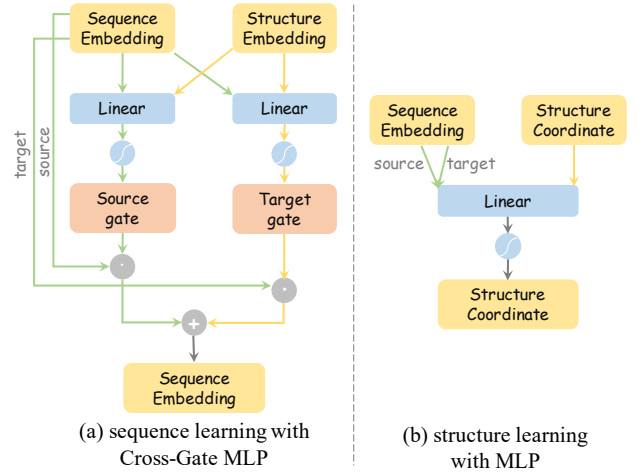 Sequence
Embedding
Structure
Embedding
target
source
Linear
Linear
Source
gate
Target
gate
Sequence
Embedding
(a) sequence learning with
Cross-Gate MLP
Sequence
Embedding
Structure
Coordinate
source
target
Linear
Structure
Coordinate
(b) structure learning
with MLP